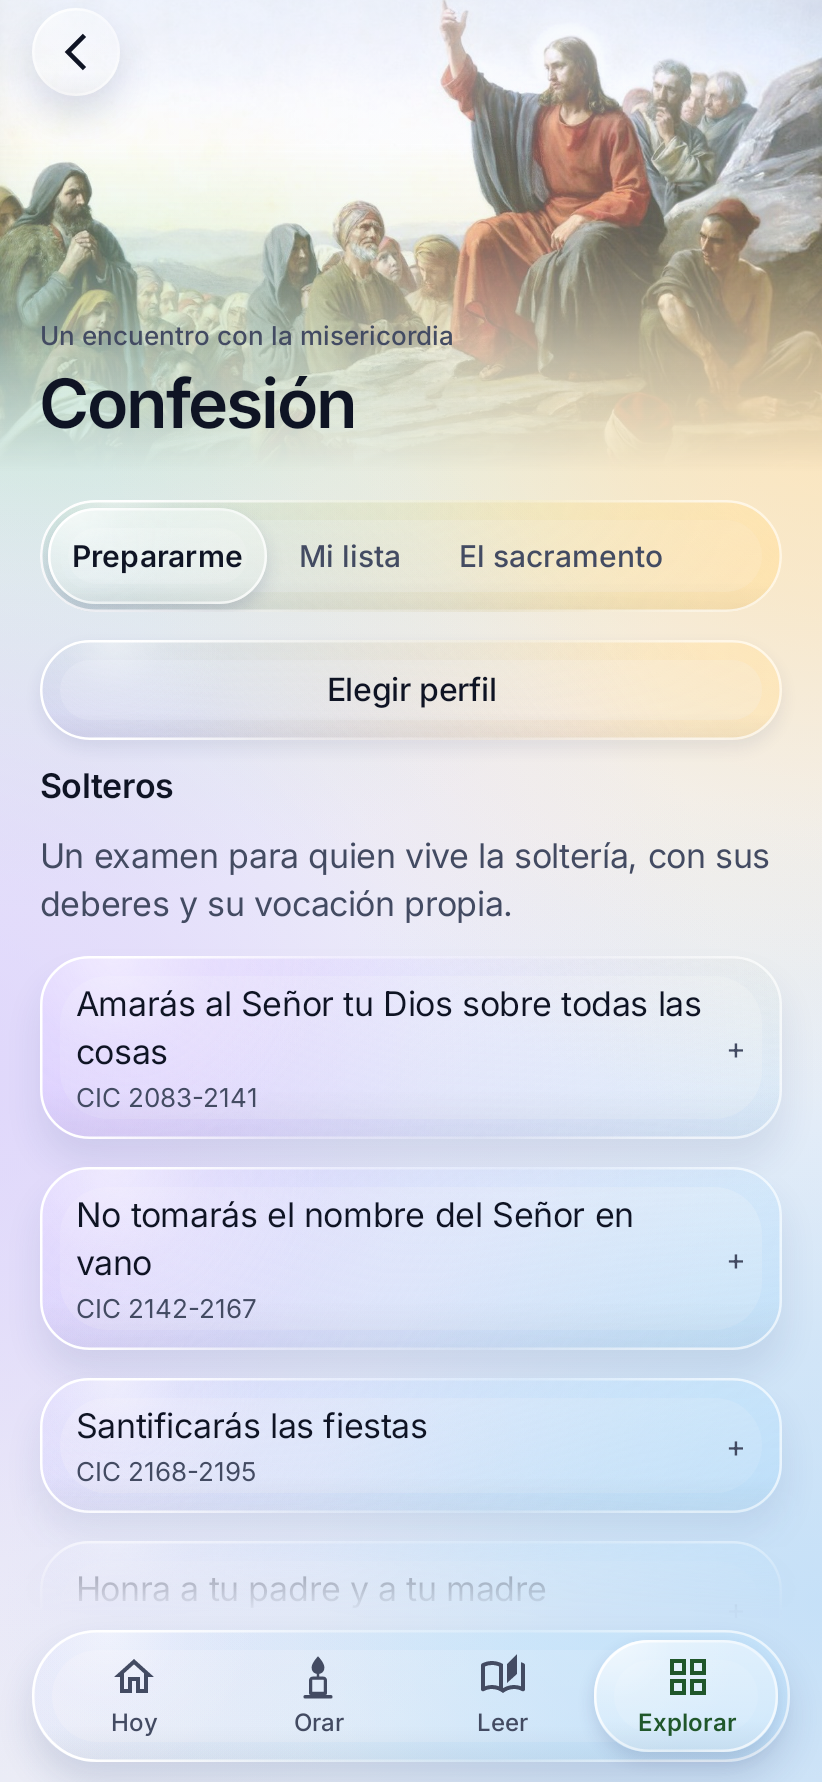 Un encuentro con la misericordia
Confesión
Prepararme
Mi lista
El sacramento
Elegir perfil
Solteros
Un examen para quien vive la soltería, con sus
deberes y su vocación propia.
Amarás al Señor tu Dios sobre todas las
cosas
CIC 2083-2141
+
No tomarás el nombre del Señor en
vano
CIC 2142-2167
+
Santificarás las fiestas
CIC 2168-2195
+
Honra a tu padre y a tu madre
+
Hoy
Orar
Leer
Explorar